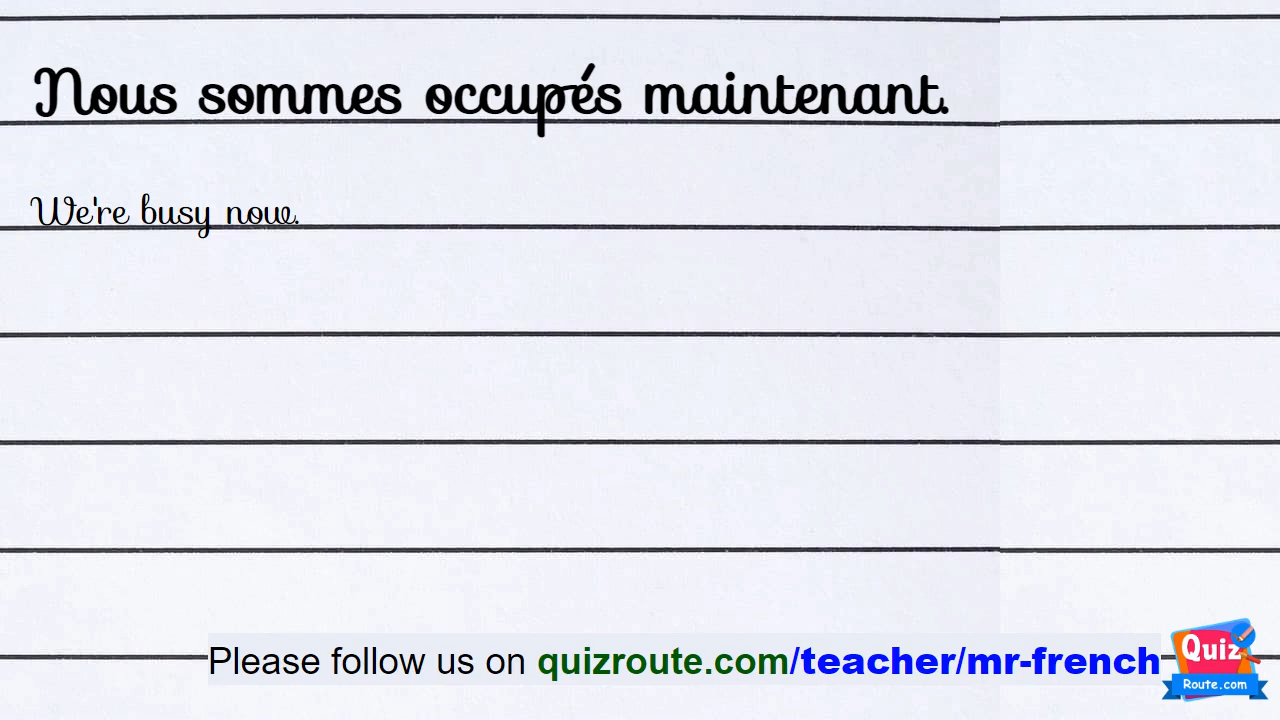 Nous sommes occupés maintenant.
We're busy now.
Please follow us on quizroute.com/teacher/mr-french
Quiz
Route.com